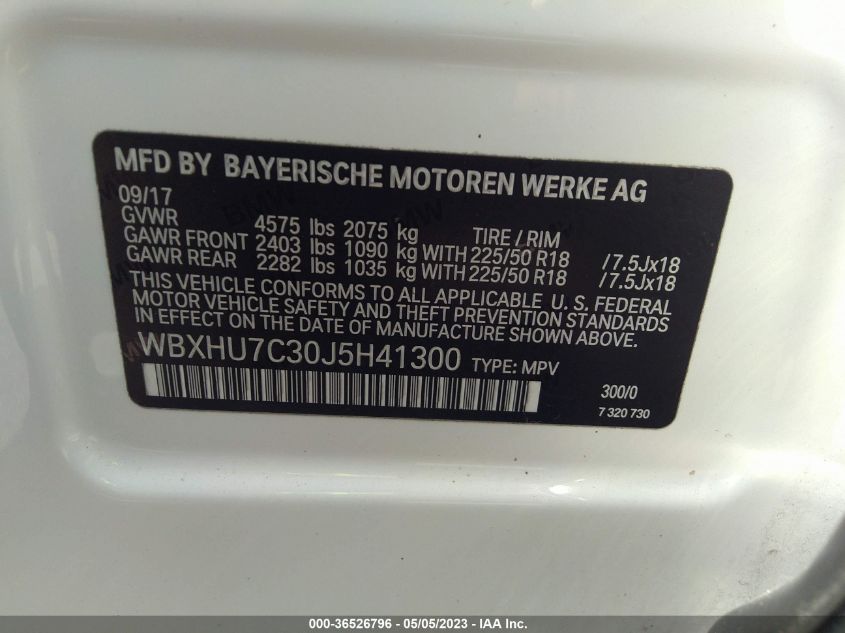 MFD BY BAYERISCHE MOTOREN WERKE AG
09/17
GVWR 4575 lbs 2075 kg TIRE / RIM
GAWR FRONT 2403 lbs 1090 kg WITH 225/50 R18 /7.5Jx18
GAWR REAR 2282 lbs 1035 kg WITH 225/50 R18 /7.5Jx18
THIS VEHICLE CONFORMS TO ALL APPLICABLE U.S. FEDERAL
MOTOR VEHICLE SAFETY AND THEFT PREVENTION STANDARDS
IN EFFECT ON THE DATE OF MANUFACTURE SHOWN ABOVE.
WBXHU7C30J5H41300 TYPE: MPV
300/0
7 320 730
000-36526796 - 05/05/2023 - IAA Inc.